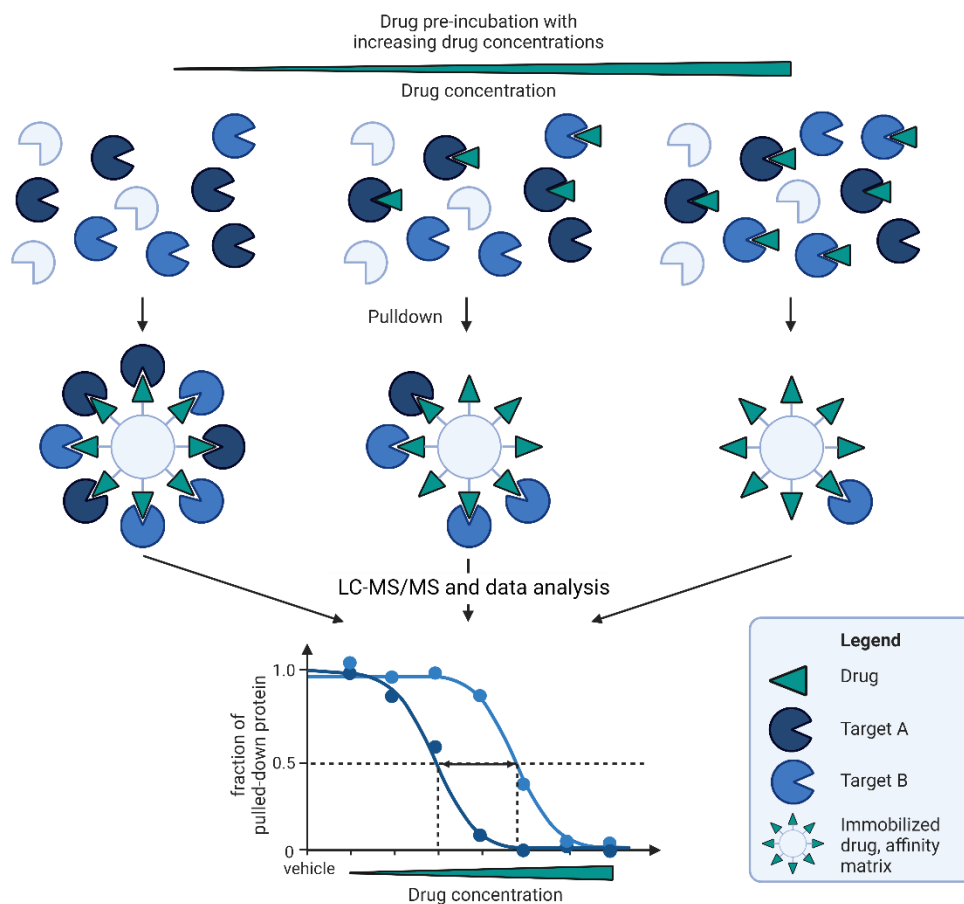 Drug pre-incubation with
increasing drug concentrations
Drug concentration
Pulldown
LC-MS/MS and data analysis
fraction of
pulled-down protein
1.0
0.5
0
vehicle
Drug concentration
Legend
Drug
Target A
Target B
Immobilized
drug, affinity
matrix